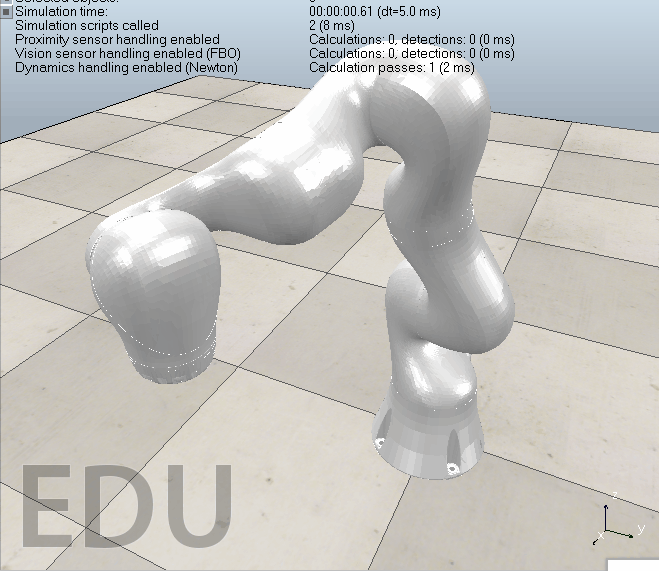 Selected objects: 0
Simulation time: 00:00:00.61 (dt=5.0 ms)
Simulation scripts called 2 (8 ms)
Proximity sensor handling enabled Calculations: 0, detections: 0 (0 ms)
Vision sensor handling enabled (FBO) Calculations: 0, detections: 0 (0 ms)
Dynamics handling enabled (Newton) Calculation passes: 1 (2 ms)
EDU
z
x y